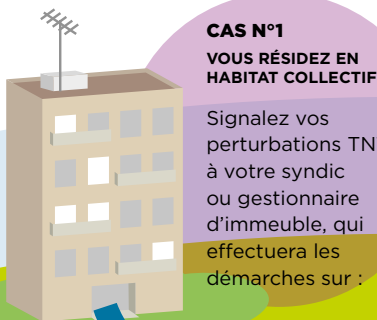 CAS N°1
VOUS RÉSIDEZ EN
HABITAT COLLECTIF
Signalez vos
perturbations TN
à votre syndic
ou gestionnaire
d’immeuble, qui
effectuera les
démarches sur :